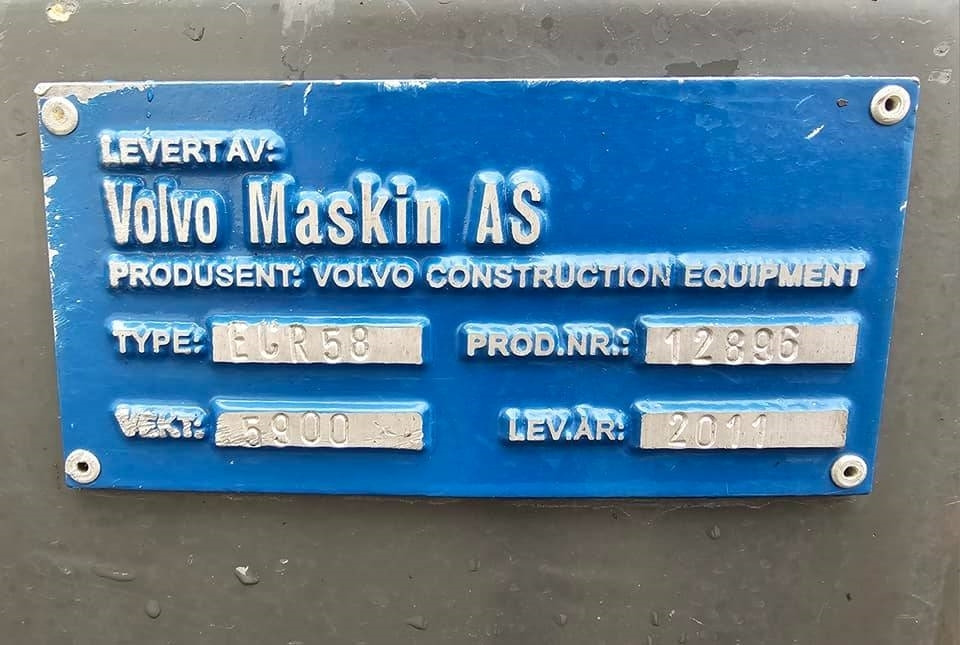 LEVERT AV:
Volvo Maskin AS
PRODUSENT: VOLVO CONSTRUCTION EQUIPMENT
TYPE: ECR58 PROD.NR.: 12896
VEKT: 5900 LEV.ÅR: 2011